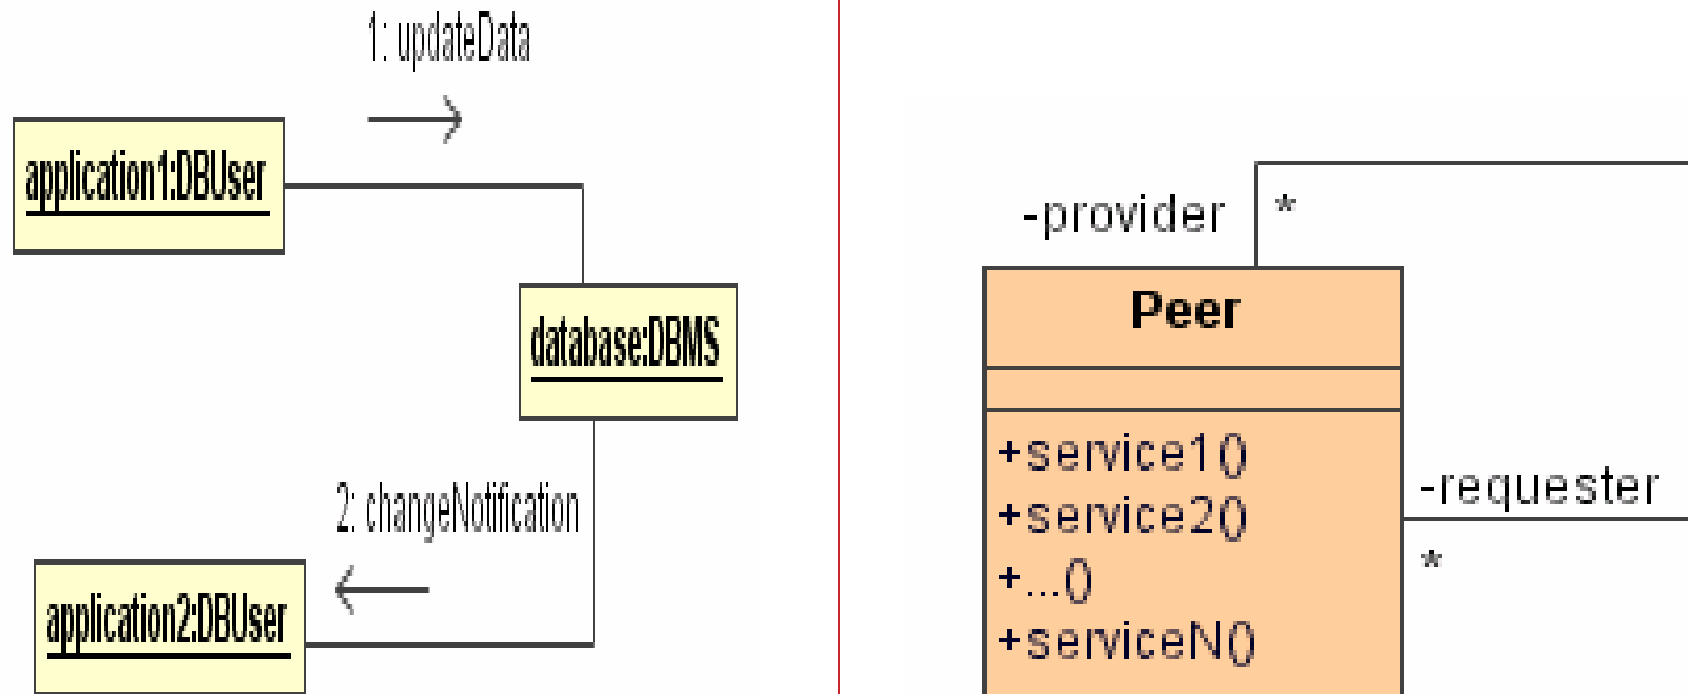 1: updateData
application1:DBUser
database:DBMS
2: changeNotification
application2:DBUser
-provider
*
Peer
+service1()
+service2()
+...()
+serviceN()
-requester
*